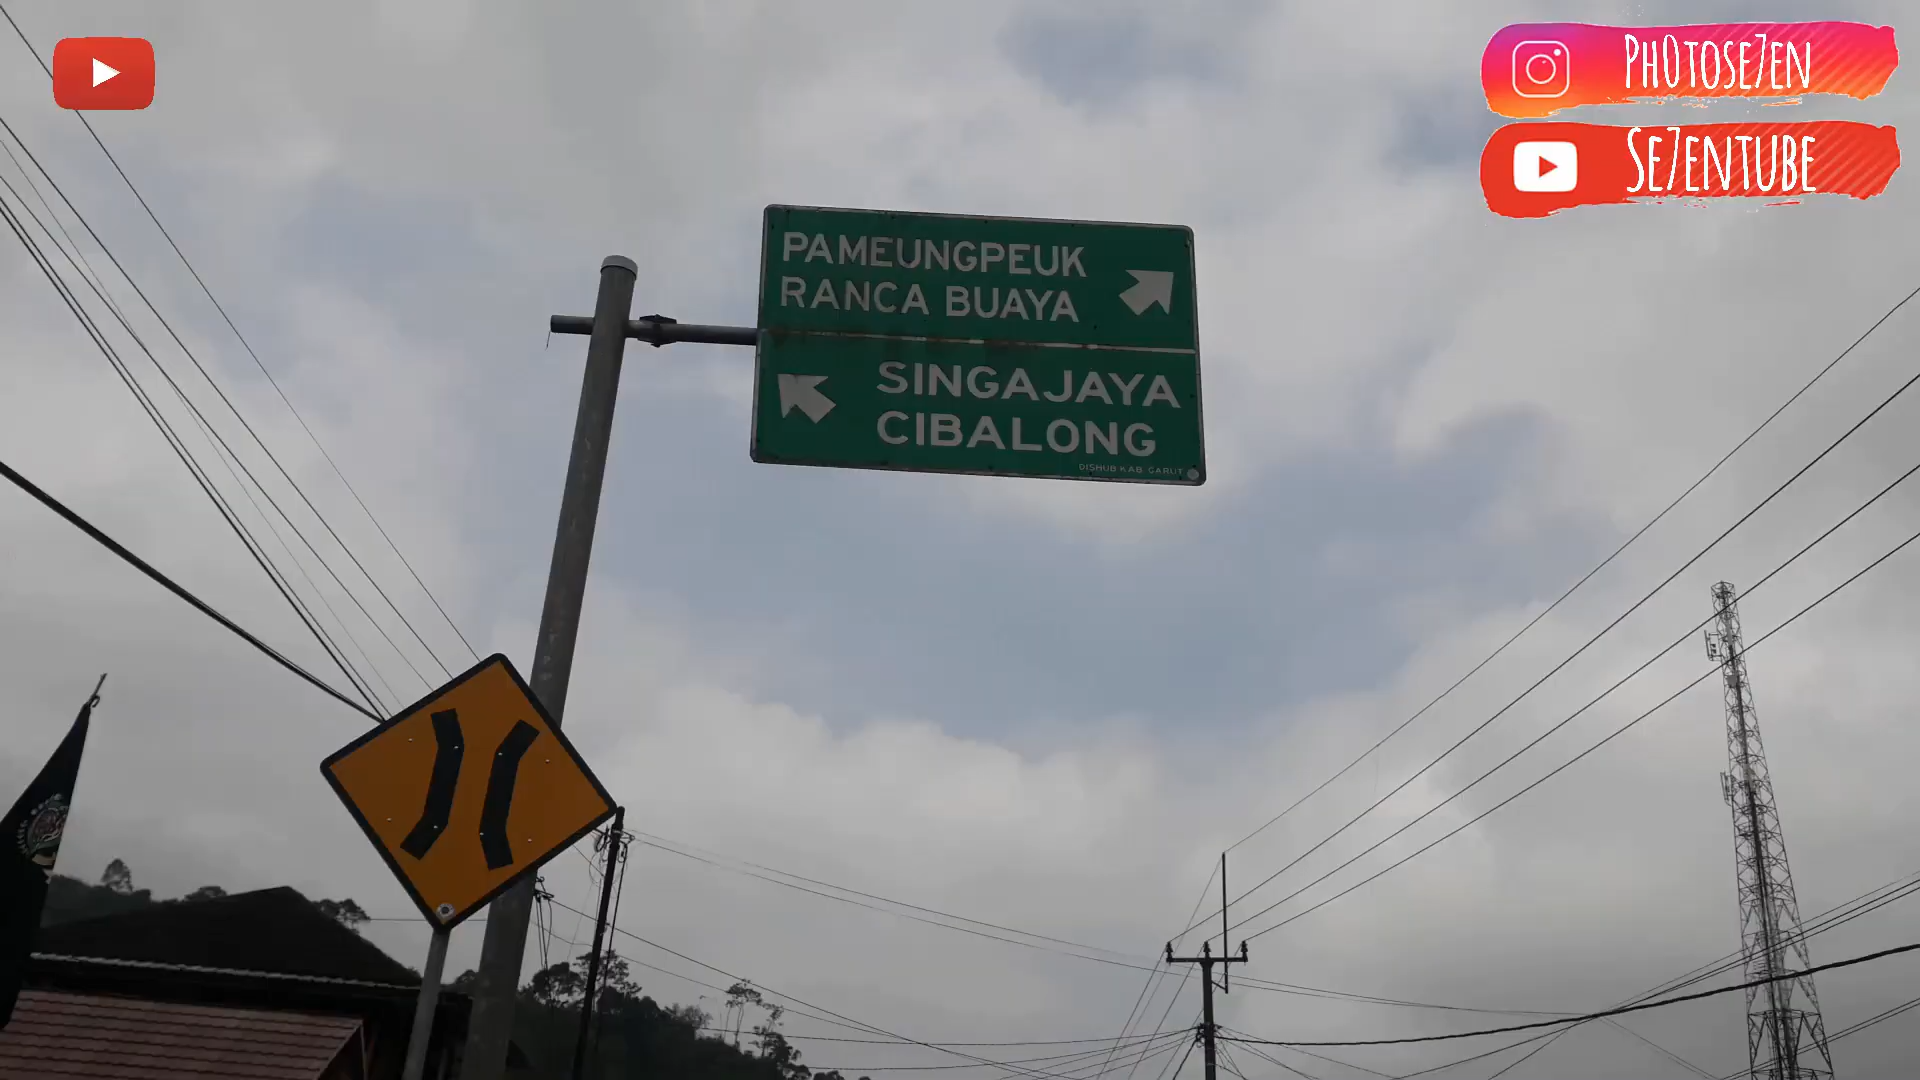 PH0TOSE7EN
SE7ENTUBE
PAMEUNGPEUK
RANCA BUAYA
SINGAJAYA
CIBALONG
DISHUB KAB. GARUT